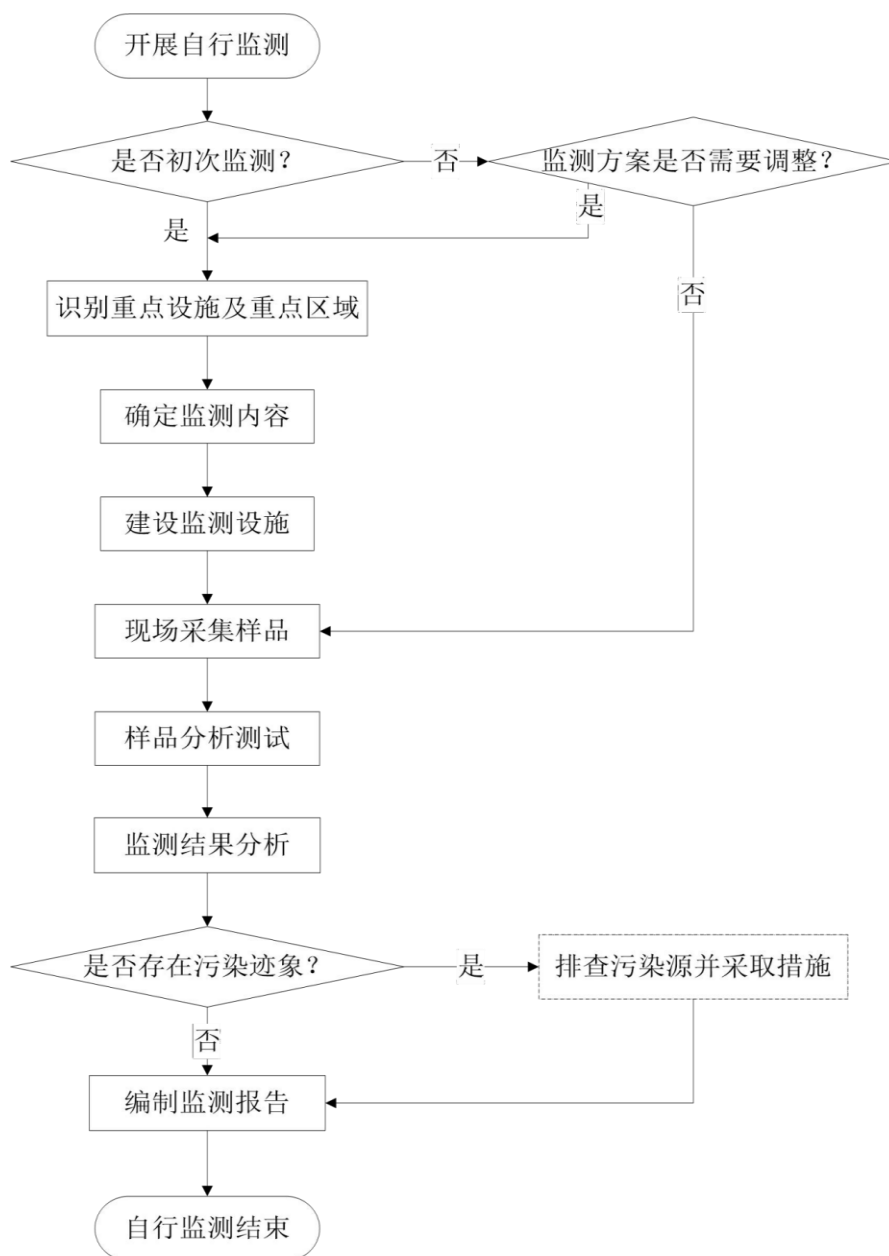 开展自行监测
是否初次监测？
否
监测方案是否需要调整？
是
是
识别重点设施及重点区域
否
确定监测内容
建设监测设施
现场采集样品
样品分析测试
监测结果分析
是否存在污染迹象？
是
排查污染源并采取措施
否
编制监测报告
自行监测结束